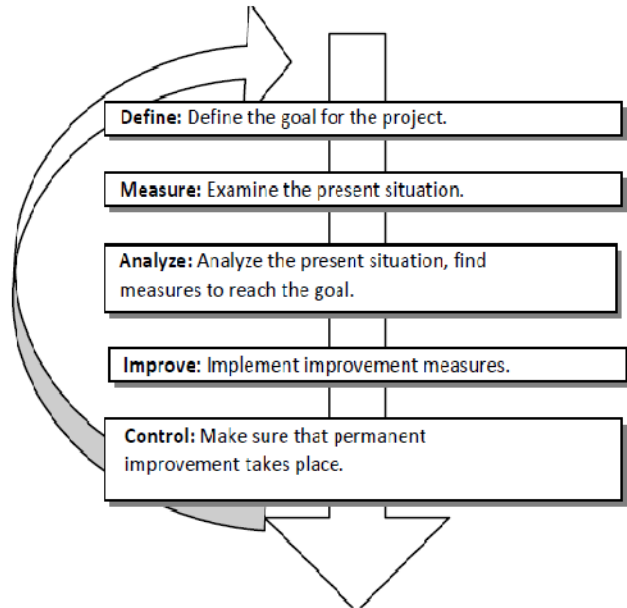 Define: Define the goal for the project.
Measure: Examine the present situation.
Analyze: Analyze the present situation, find
measures to reach the goal.
Improve: Implement improvement measures.
Control: Make sure that permanent
improvement takes place.